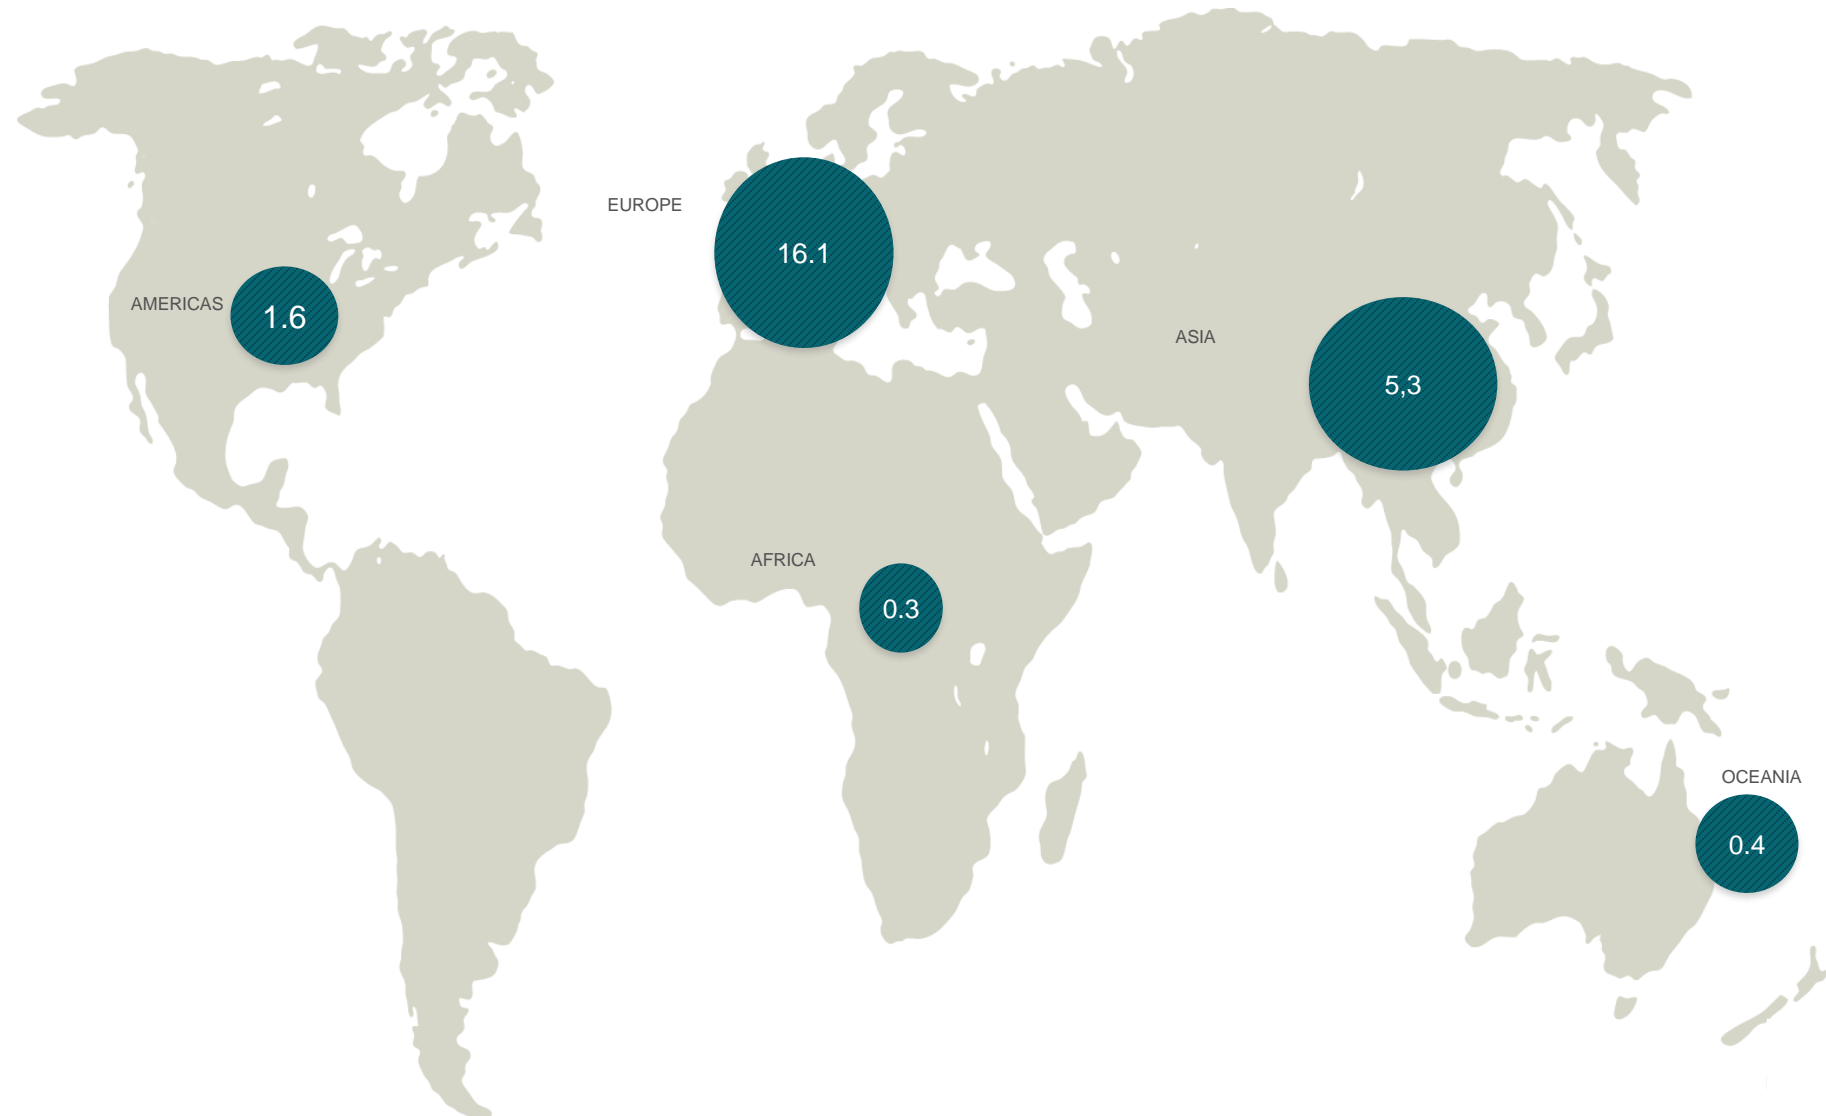 EUROPE
16.1
AMERICAS
1.6
ASIA
5,3
AFRICA
0.3
OCEANIA
0.4